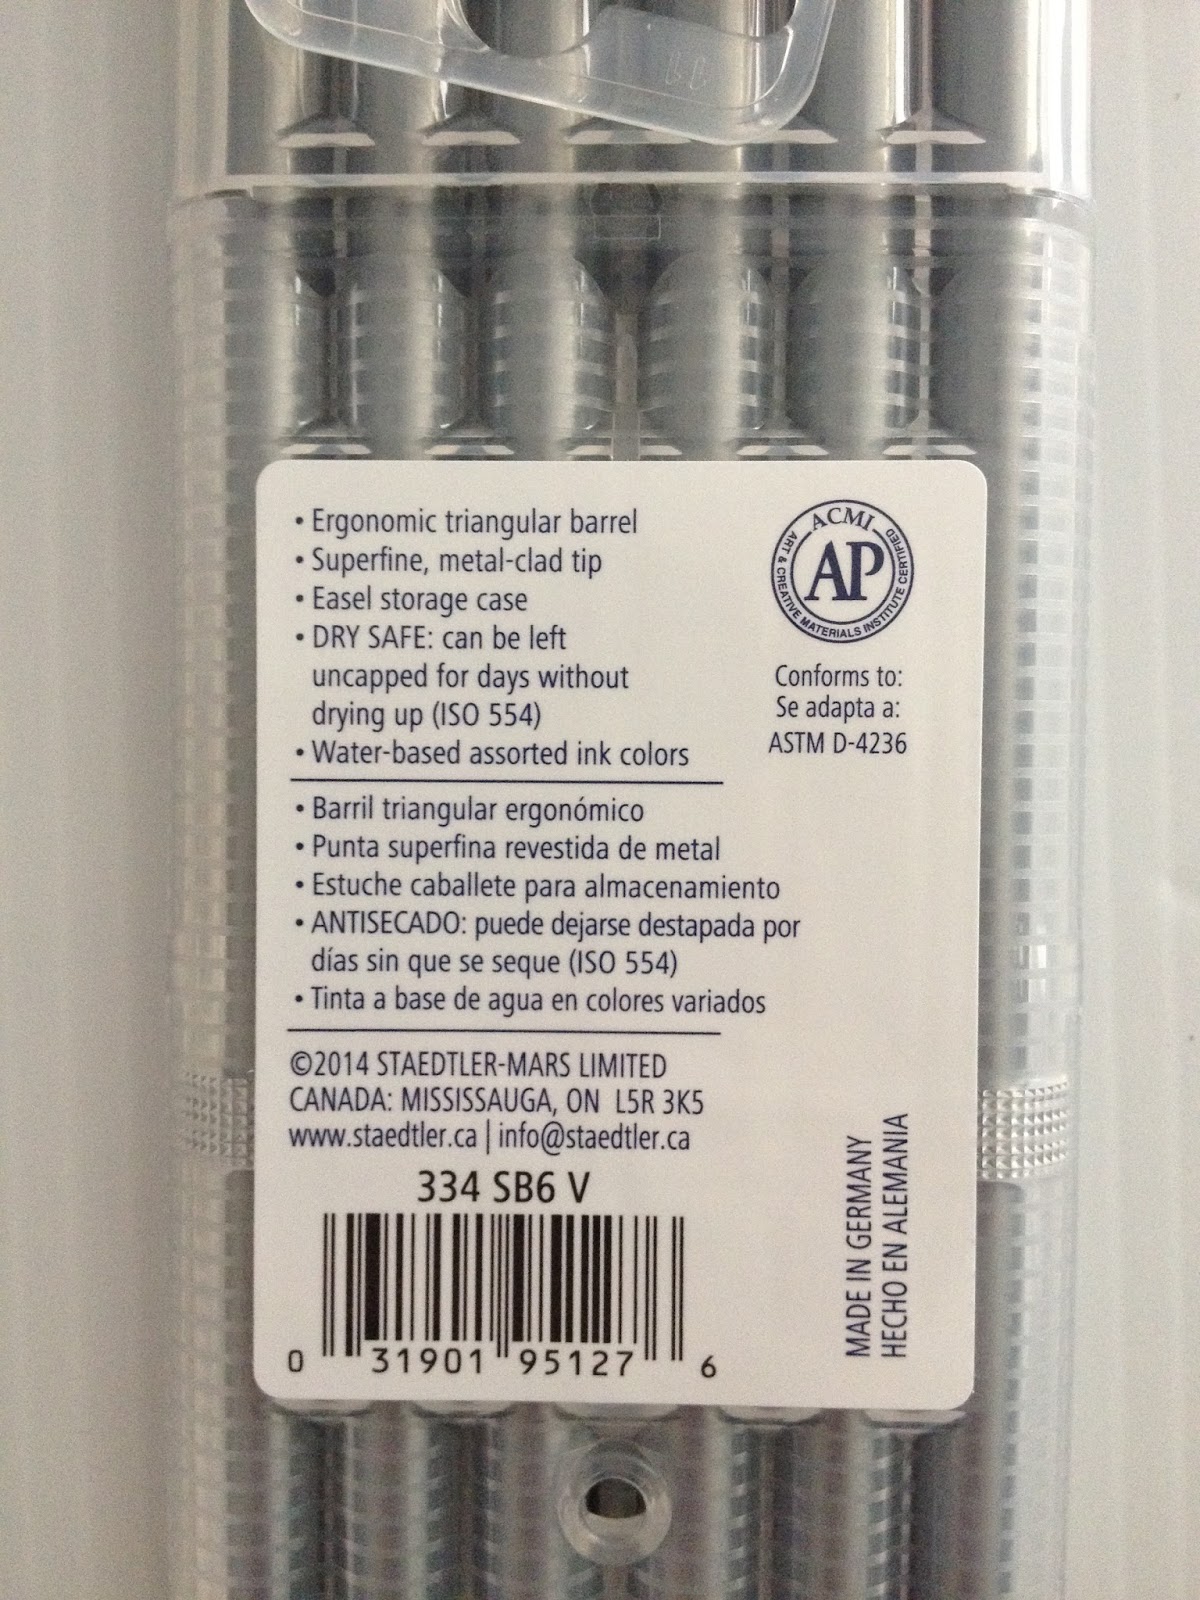 • Ergonomic triangular barrel
• Superfine, metal-clad tip
• Easel storage case
• DRY SAFE: can be left
uncapped for days without
drying up (ISO 554)
• Water-based assorted ink colors
ACMI
AP
ART & CREATIVE MATERIALS INSTITUTE CERTIFIED
Conforms to:
Se adapta a:
ASTM D-4236
• Barril triangular ergonómico
• Punta superfina revestida de metal
• Estuche caballete para almacenamiento
• ANTISECADO: puede dejarse destapada por
días sin que se seque (ISO 554)
• Tinta a base de agua en colores variados
©2014 STAEDTLER-MARS LIMITED
CANADA: MISSISSAUGA, ON L5R 3K5
www.staedtler.ca | info@staedtler.ca
334 SB6 V
0 31901 95127 6
MADE IN GERMANY
HECHO EN ALEMANIA